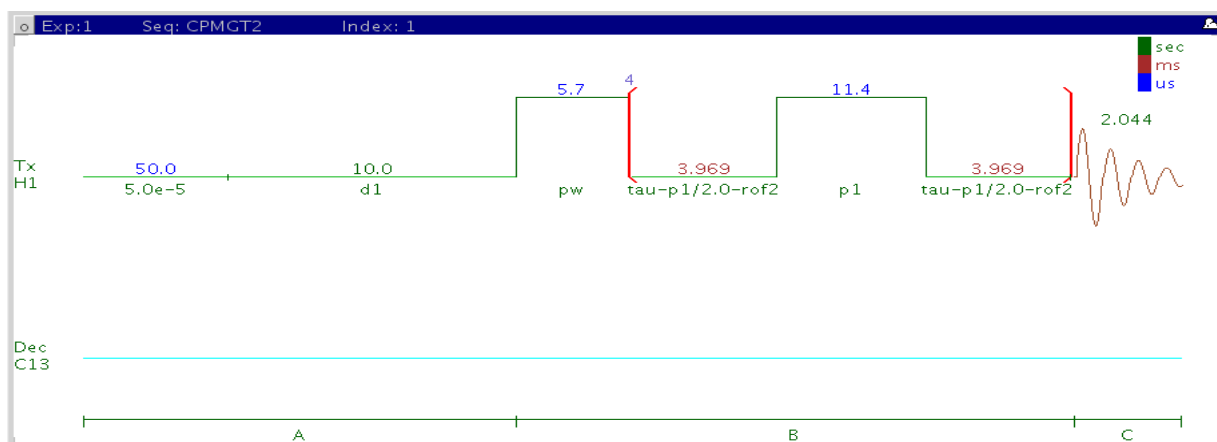 Exp:1 Seq: CPMGT2 Index: 1
sec
ms
us
4
5.7 11.4
2.044
Tx
H1
50.0 10.0 3.969 3.969
5.0e-5 d1 pw tau-p1/2.0-rof2 p1 tau-p1/2.0-rof2
Dec
C13
A B C